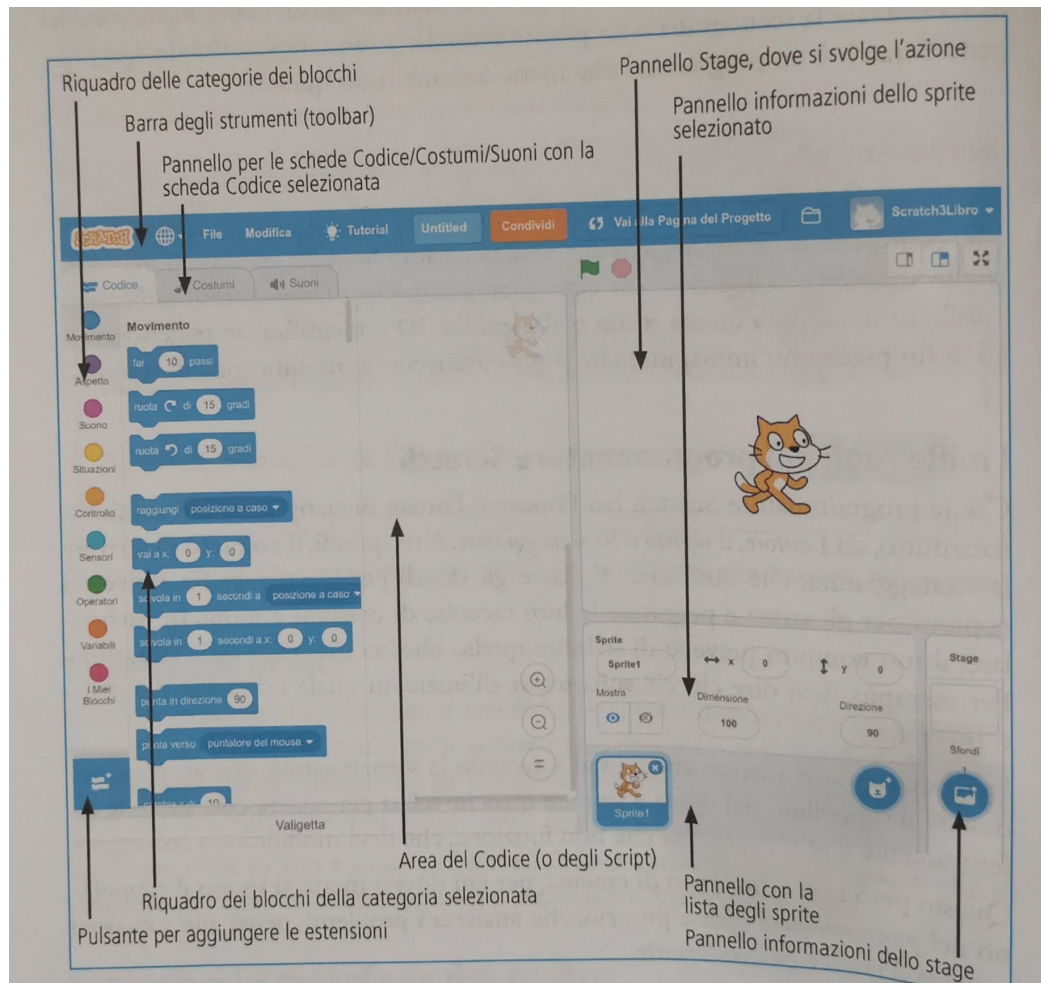 Riquadro delle categorie dei blocchi
Barra degli strumenti (toolbar)
Pannello per le schede Codice/Costumi/Suoni con la
scheda Codice selezionata
Pannello Stage, dove si svolge l'azione
Pannello informazioni dello sprite
selezionato
SCRATCH File Modifica Tutorial Untitled Condividi Vai alla Pagina del Progetto Scratch3Libro
Codice Costumi Suoni
Movimento
Aspetto
Suono
Situazioni
Controllo
Sensori
Operatori
Variabili
I Miei
Blocchi
Movimento
fai 10 passi
ruota di 15 gradi
ruota di 15 gradi
raggiungi posizione a caso
vai a x: 0 y: 0
scivola in 1 secondi a posizione a caso
scivola in 1 secondi a x: 0 y: 0
punta in direzione 90
punta verso puntatore del mouse
10
Valigetta
Sprite
Sprite1 x 0 y 0
Mostra Dimensione Direzione
100 90
Sprite1
Stage
Sfondi
Area del Codice (o degli Script)
Riquadro dei blocchi della categoria selezionata
Pulsante per aggiungere le estensioni
Pannello con la
lista degli sprite
Pannello informazioni dello stage